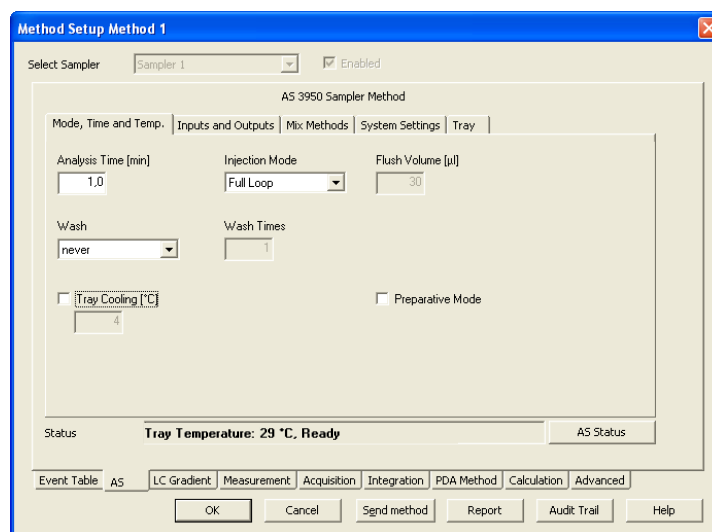 Method Setup Method 1
Select Sampler Sampler 1 Enabled
AS 3950 Sampler Method
Mode, Time and Temp. Inputs and Outputs Mix Methods System Settings Tray
Analysis Time [min] Injection Mode Flush Volume [µl]
1,0 Full Loop 30
Wash Wash Times
never 1
Tray Cooling [°C] Preparative Mode
4
Status Tray Temperature: 29 °C, Ready AS Status
Event Table AS LC Gradient Measurement Acquisition Integration PDA Method Calculation Advanced
OK Cancel Send method Report Audit Trail Help